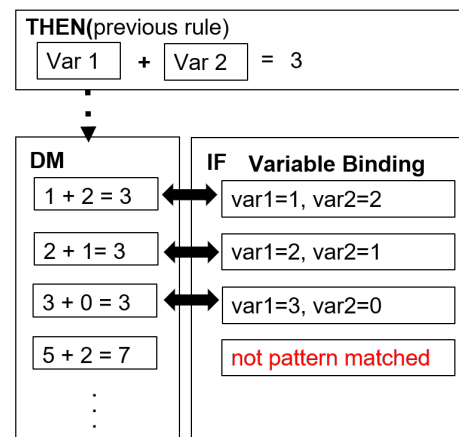 THEN(previous rule)
Var 1 + Var 2 = 3
DM
1 + 2 = 3
2 + 1= 3
3 + 0 = 3
5 + 2 = 7
.
.
.
IF Variable Binding
var1=1, var2=2
var1=2, var2=1
var1=3, var2=0
not pattern matched